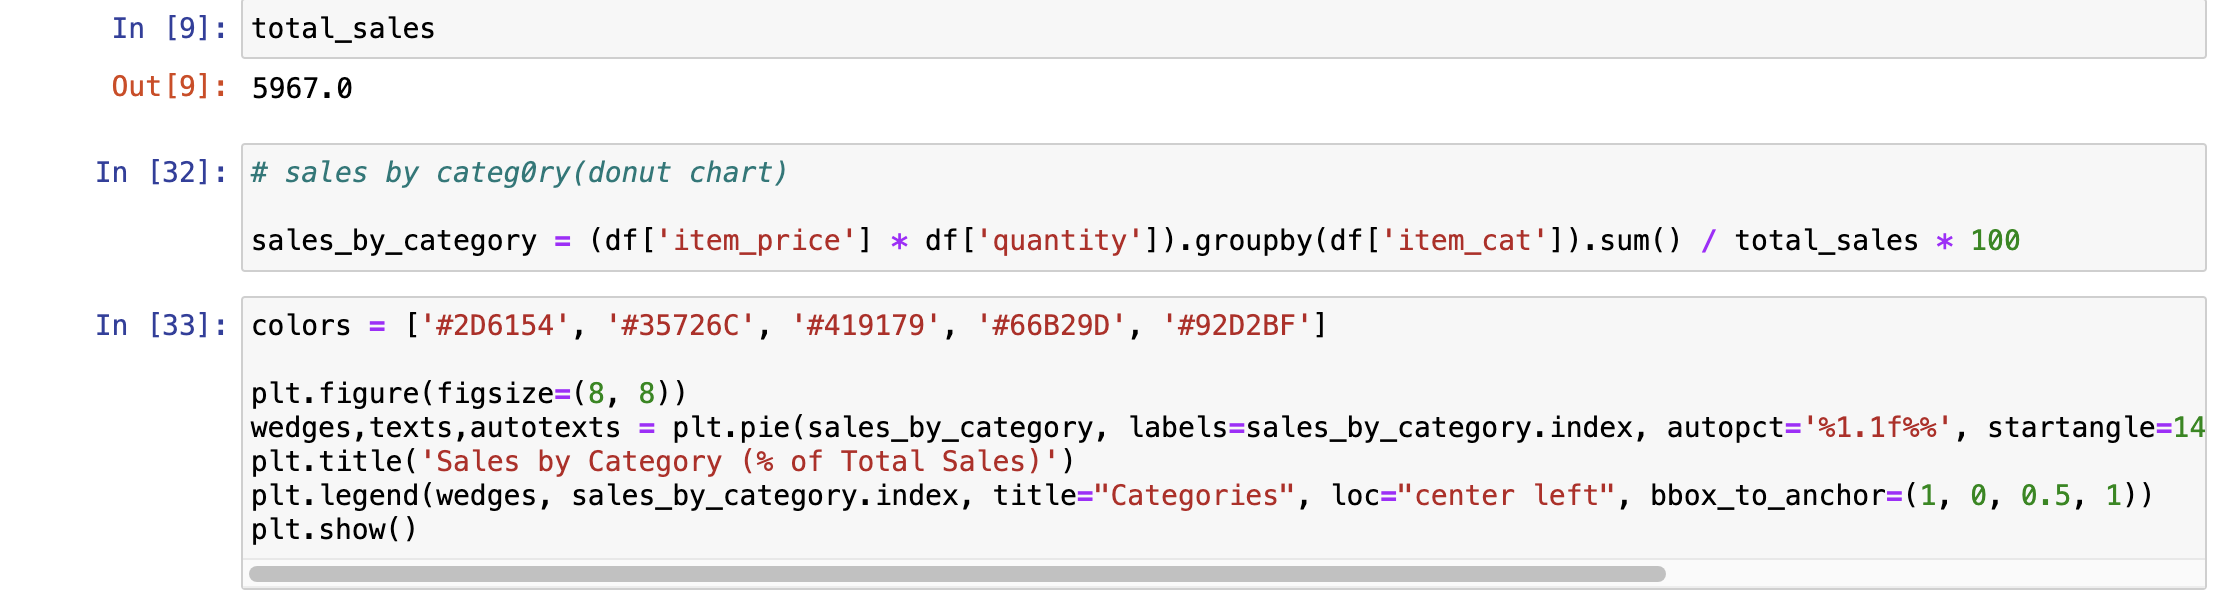 In [9]: total_sales
Out[9]: 5967.0
In [32]: # sales by categ0ry(donut chart)
sales_by_category = (df['item_price'] * df['quantity']).groupby(df['item_cat']).sum() / total_sales * 100
In [33]: colors = ['#2D6154', '#35726C', '#419179', '#66B29D', '#92D2BF']
plt.figure(figsize=(8, 8))
wedges,texts,autotexts = plt.pie(sales_by_category, labels=sales_by_category.index, autopct='%1.1f%%', startangle=14
plt.title('Sales by Category (% of Total Sales)')
plt.legend(wedges, sales_by_category.index, title="Categories", loc="center left", bbox_to_anchor=(1, 0, 0.5, 1))
plt.show()